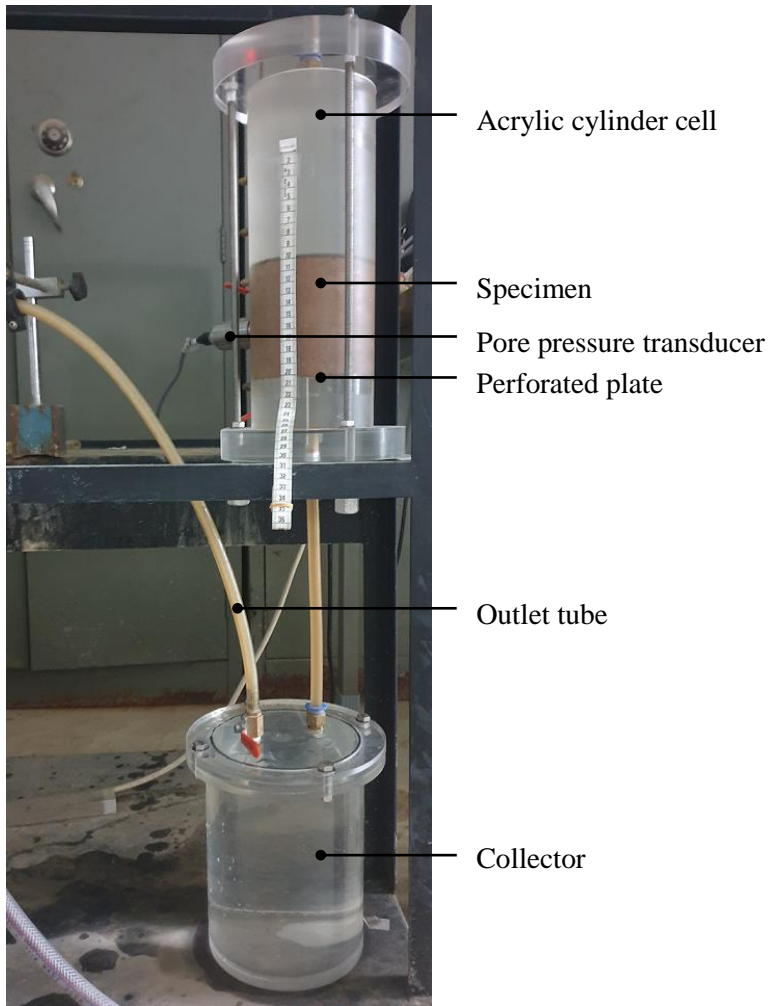 Acrylic cylinder cell
Specimen
Pore pressure transducer
Perforated plate
Outlet tube
Collector